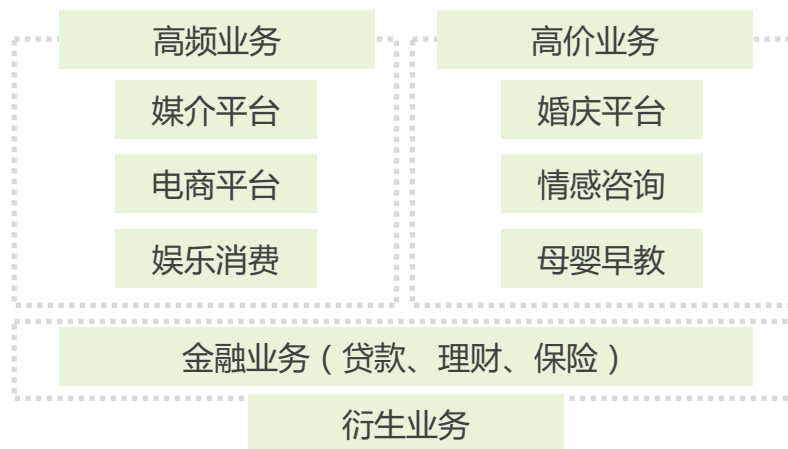 高频业务
媒介平台
电商平台
娱乐消费
高价业务
婚庆平台
情感咨询
母婴早教
金融业务（贷款、理财、保险）
衍生业务